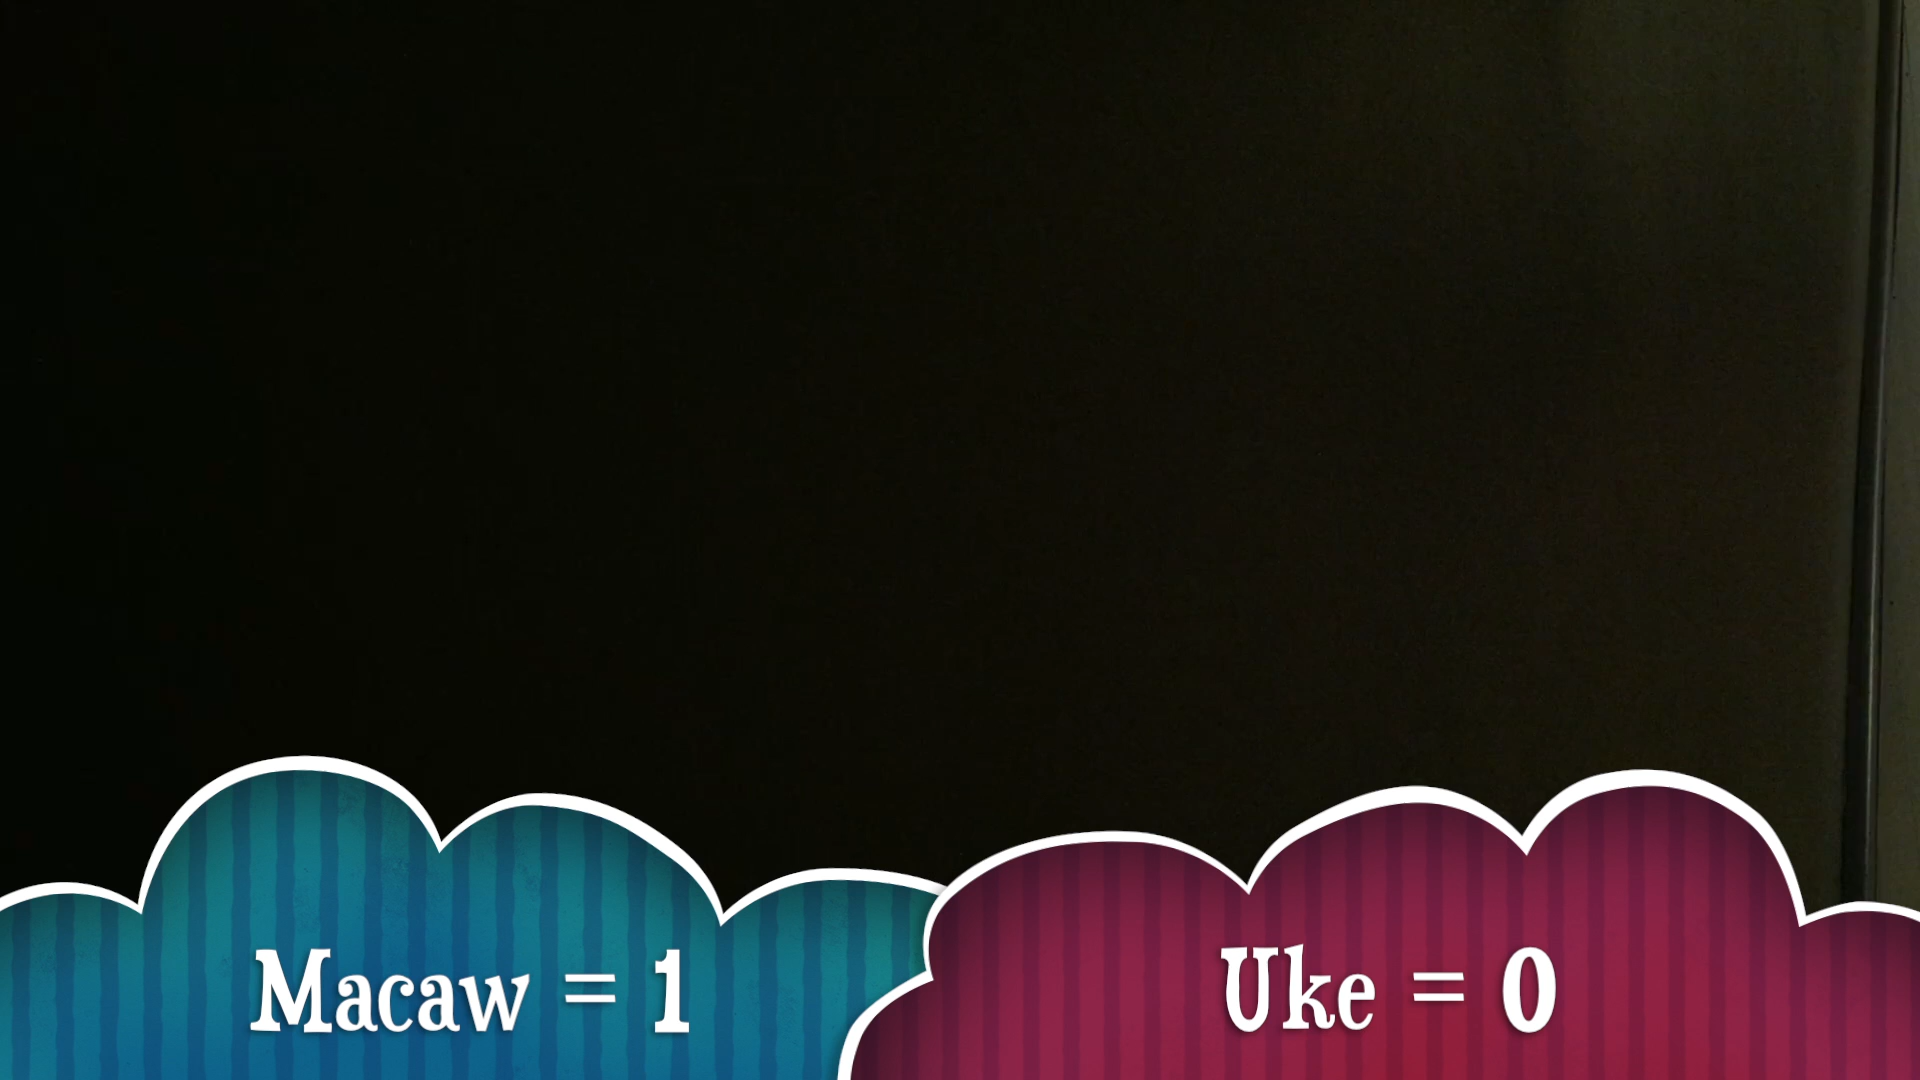 Macaw = 1
Uke = 0